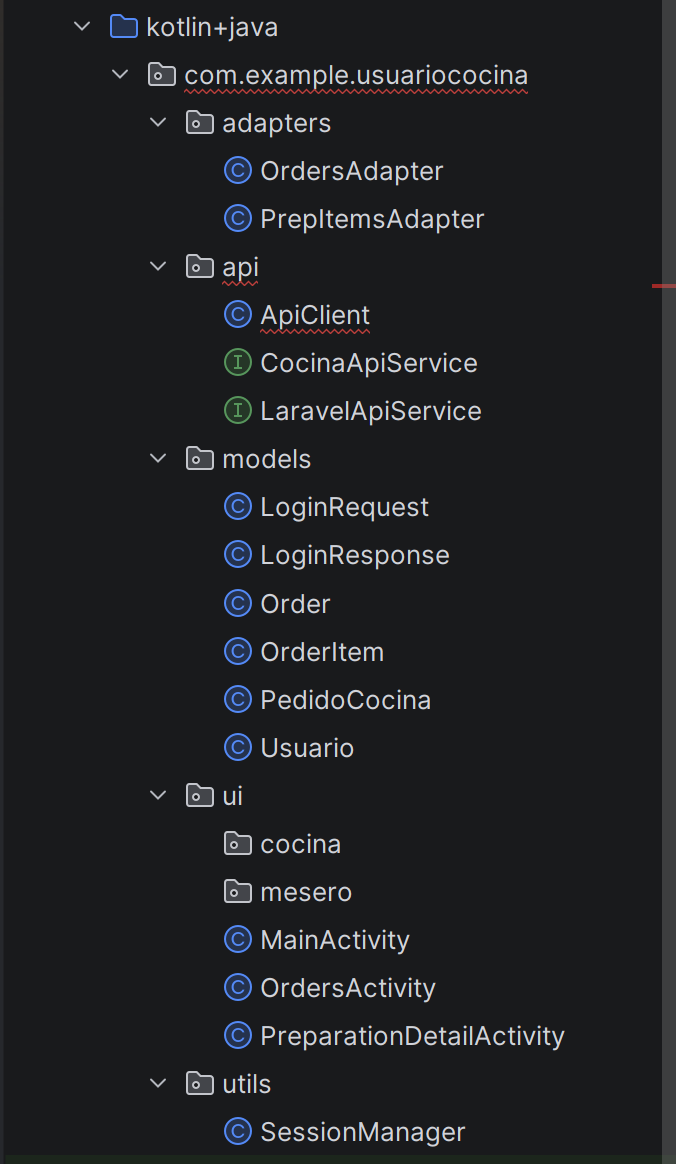 kotlin+java
com.example.usuariococina
adapters
OrdersAdapter
PrepItemsAdapter
api
ApiClient
CocinaApiService
LaravelApiService
models
LoginRequest
LoginResponse
Order
OrderItem
PedidoCocina
Usuario
ui
cocina
mesero
MainActivity
OrdersActivity
PreparationDetailActivity
utils
SessionManager